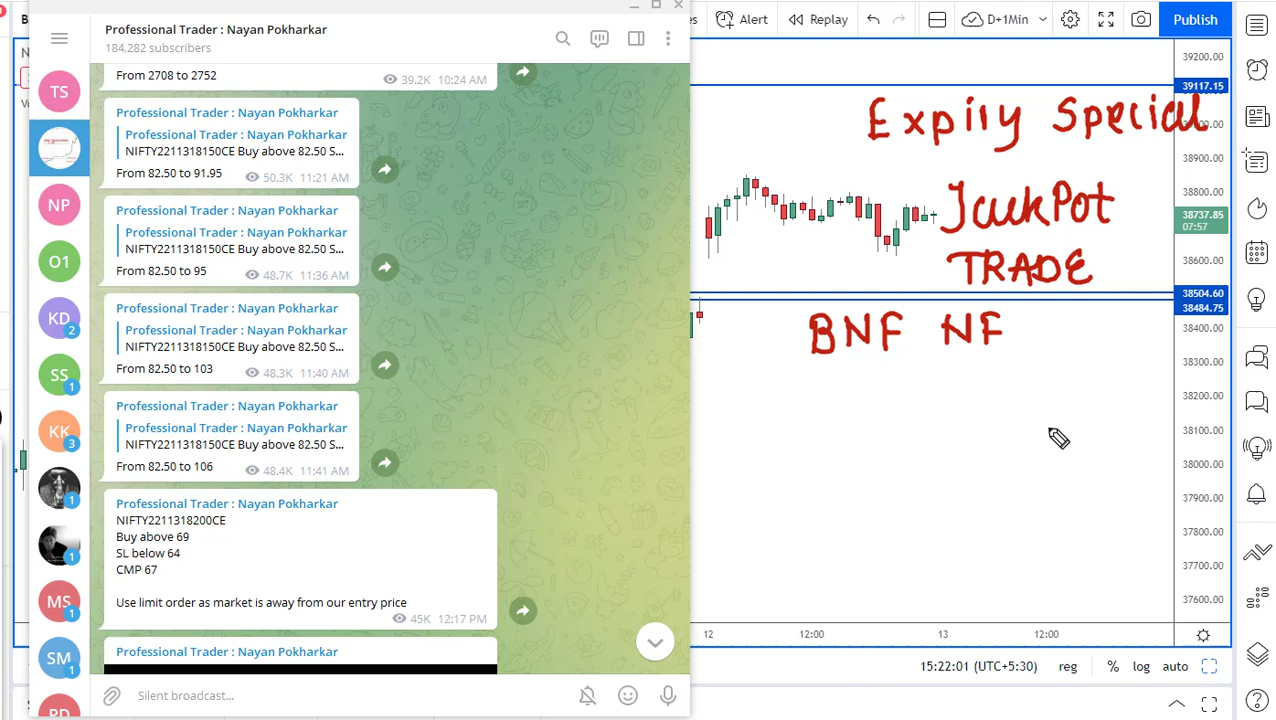 Professional Trader : Nayan Pokharkar
184,282 subscribers
From 2708 to 2752
39.2K 10:24 AM
Professional Trader : Nayan Pokharkar
Professional Trader : Nayan Pokharkar
NIFTY2211318150CE Buy above 82.50 S...
From 82.50 to 91.95
50.3K 11:21 AM
Professional Trader : Nayan Pokharkar
Professional Trader : Nayan Pokharkar
NIFTY2211318150CE Buy above 82.50 S...
From 82.50 to 95
48.7K 11:36 AM
Professional Trader : Nayan Pokharkar
Professional Trader : Nayan Pokharkar
NIFTY2211318150CE Buy above 82.50 S...
From 82.50 to 103
48.3K 11:40 AM
Professional Trader : Nayan Pokharkar
Professional Trader : Nayan Pokharkar
NIFTY2211318150CE Buy above 82.50 S...
From 82.50 to 106
48.4K 11:41 AM
Professional Trader : Nayan Pokharkar
NIFTY2211318200CE
Buy above 69
SL below 64
CMP 67
Use limit order as market is away from our entry price
45K 12:17 PM
Professional Trader : Nayan Pokharkar
Silent broadcast...
TS
NP
O1
KD
2
SS
1
KK
3
1
1
MS
1
SM
1
Alert
Replay
D+1Min
Publish
Expiry Special
JackPot
TRADE
BNF NF
39200.00
39117.15
39000.00
38900.00
38800.00
38737.85
07:57
38600.00
38504.60
38484.75
38400.00
38300.00
38200.00
38100.00
38000.00
37900.00
37800.00
37700.00
37600.00
12
12:00
13
12:00
15:22:01 (UTC+5:30)
reg
%
log
auto